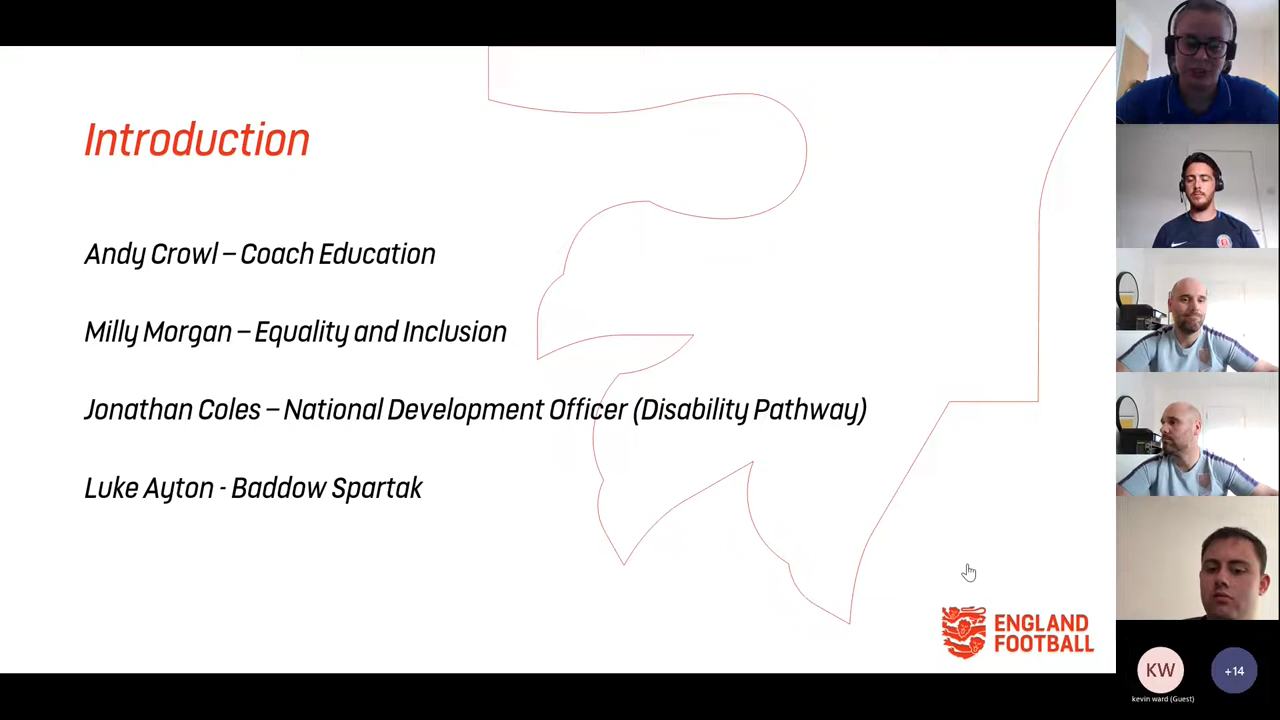 Introduction
Andy Crowl – Coach Education
Milly Morgan – Equality and Inclusion
Jonathan Coles – National Development Officer (Disability Pathway)
Luke Ayton - Baddow Spartak
ENGLAND
FOOTBALL
KW
+14
kevin ward (Guest)